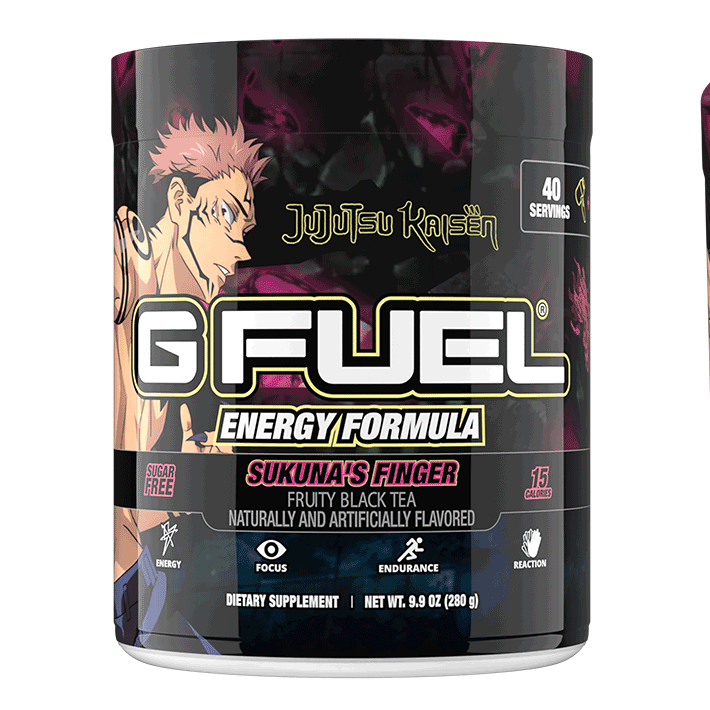 40
SERVINGS
JUJUTSU KAISEN
G FUEL®
ENERGY FORMULA
SUGAR
FREE
SUKUNA'S FINGER
FRUITY BLACK TEA
NATURALLY AND ARTIFICIALLY FLAVORED
15
CALORIES
ENERGY
FOCUS
ENDURANCE
REACTION
DIETARY SUPPLEMENT | NET WT. 9.9 OZ (280 g)